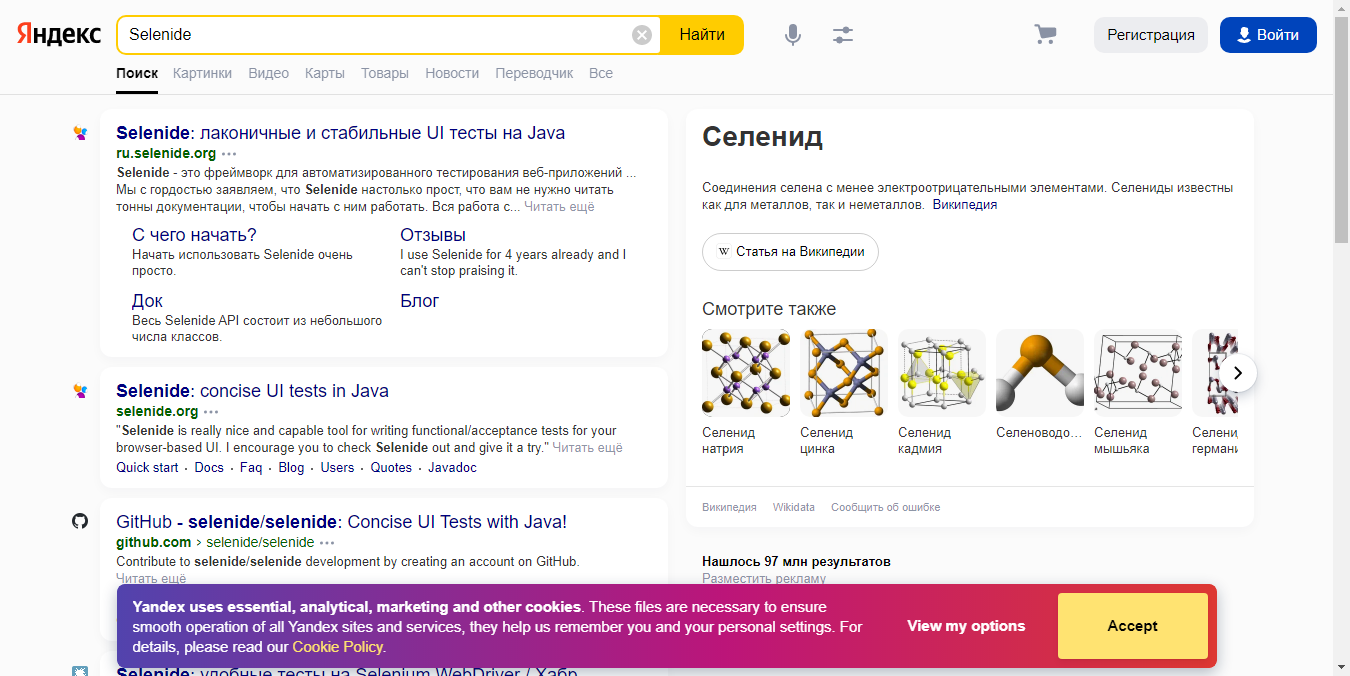 Яндекс
Selenide
Найти
Регистрация
Войти
Поиск Картинки Видео Карты Товары Новости Переводчик Все
Selenide: лаконичные и стабильные UI тесты на Java
ru.selenide.org
Selenide - это фреймворк для автоматизированного тестирования веб-приложений ...
Мы с гордостью заявляем, что Selenide настолько прост, что вам не нужно читать
тонны документации, чтобы начать с ним работать. Вся работа с... Читать ещё
С чего начать?
Начать использовать Selenide очень
просто.
Отзывы
I use Selenide for 4 years already and I
can't stop praising it.
Док
Весь Selenide API состоит из небольшого
числа классов.
Блог
Selenide: concise UI tests in Java
selenide.org
"Selenide is really nice and capable tool for writing functional/acceptance tests for your
browser-based UI. I encourage you to check Selenide out and give it a try." Читать ещё
Quick start · Docs · Faq · Blog · Users · Quotes · Javadoc
GitHub - selenide/selenide: Concise UI Tests with Java!
github.com › selenide/selenide
Contribute to selenide/selenide development by creating an account on GitHub.
Читать ещё
Selenide: удобные тесты на Selenium WebDriver / Хабр
Селенид
Соединения селена с менее электроотрицательными элементами. Селениды известны
как для металлов, так и неметаллов. Википедия
W Статья на Википедии
Смотрите также
Селенид
натрия
Селенид
цинка
Селенид
кадмия
Селеноводо...
Селенид
мышьяка
Селени
германи
Википедия Wikidata Сообщить об ошибке
Нашлось 97 млн результатов
Разместить рекламу
Yandex uses essential, analytical, marketing and other cookies. These files are necessary to ensure
smooth operation of all Yandex sites and services, they help us remember you and your personal settings. For
details, please read our Cookie Policy.
View my options
Accept